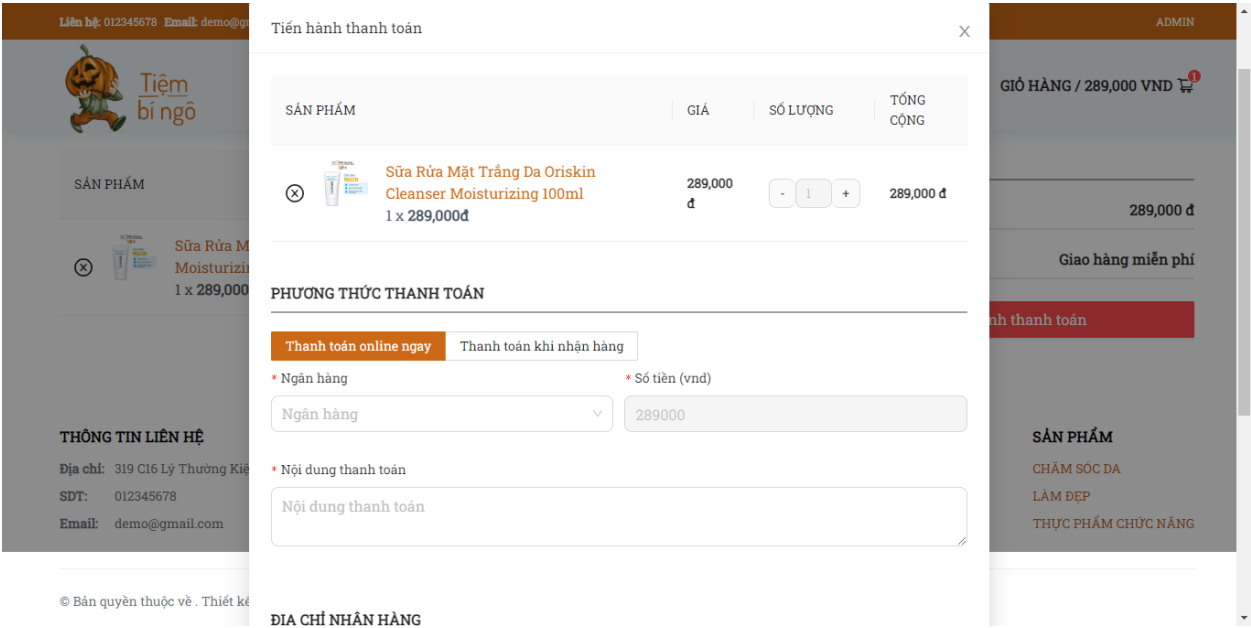 Liên hệ: 012345678 Email: demo@gm
ADMIN
Tiệm
bí ngô
GIỎ HÀNG / 289,000 VND
1
SẢN PHẨM
Sữa Rửa M
Moisturizin
1 x 289,000
289,000 đ
Giao hàng miễn phí
nh thanh toán
Tiến hành thanh toán
SẢN PHẨM GIÁ SỐ LƯỢNG TỔNG
CỘNG
Sữa Rửa Mặt Trắng Da Oriskin
Cleanser Moisturizing 100ml
1 x 289,000đ
289,000
đ
- 1 +
289,000 đ
PHƯƠNG THỨC THANH TOÁN
Thanh toán online ngay Thanh toán khi nhận hàng
* Ngân hàng * Số tiền (vnd)
Ngân hàng 289000
* Nội dung thanh toán
Nội dung thanh toán
ĐỊA CHỈ NHẬN HÀNG
THÔNG TIN LIÊN HỆ
Địa chỉ: 319 C16 Lý Thường Kiệ
SDT: 012345678
Email: demo@gmail.com
SẢN PHẨM
CHĂM SÓC DA
LÀM ĐẸP
THỰC PHẨM CHỨC NĂNG
© Bản quyền thuộc về . Thiết kế